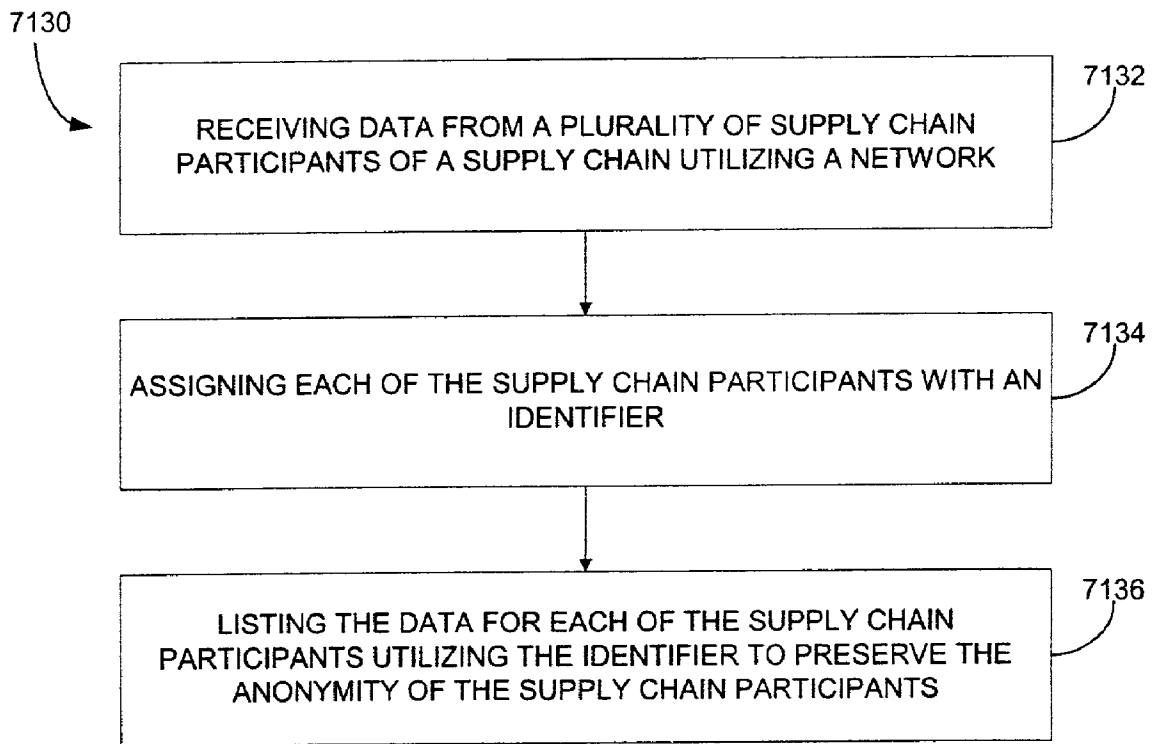 7130
7132
RECEIVING DATA FROM A PLURALITY OF SUPPLY CHAIN
PARTICIPANTS OF A SUPPLY CHAIN UTILIZING A NETWORK
7134
ASSIGNING EACH OF THE SUPPLY CHAIN PARTICIPANTS WITH AN
IDENTIFIER
7136
LISTING THE DATA FOR EACH OF THE SUPPLY CHAIN
PARTICIPANTS UTILIZING THE IDENTIFIER TO PRESERVE THE
ANONYMITY OF THE SUPPLY CHAIN PARTICIPANTS